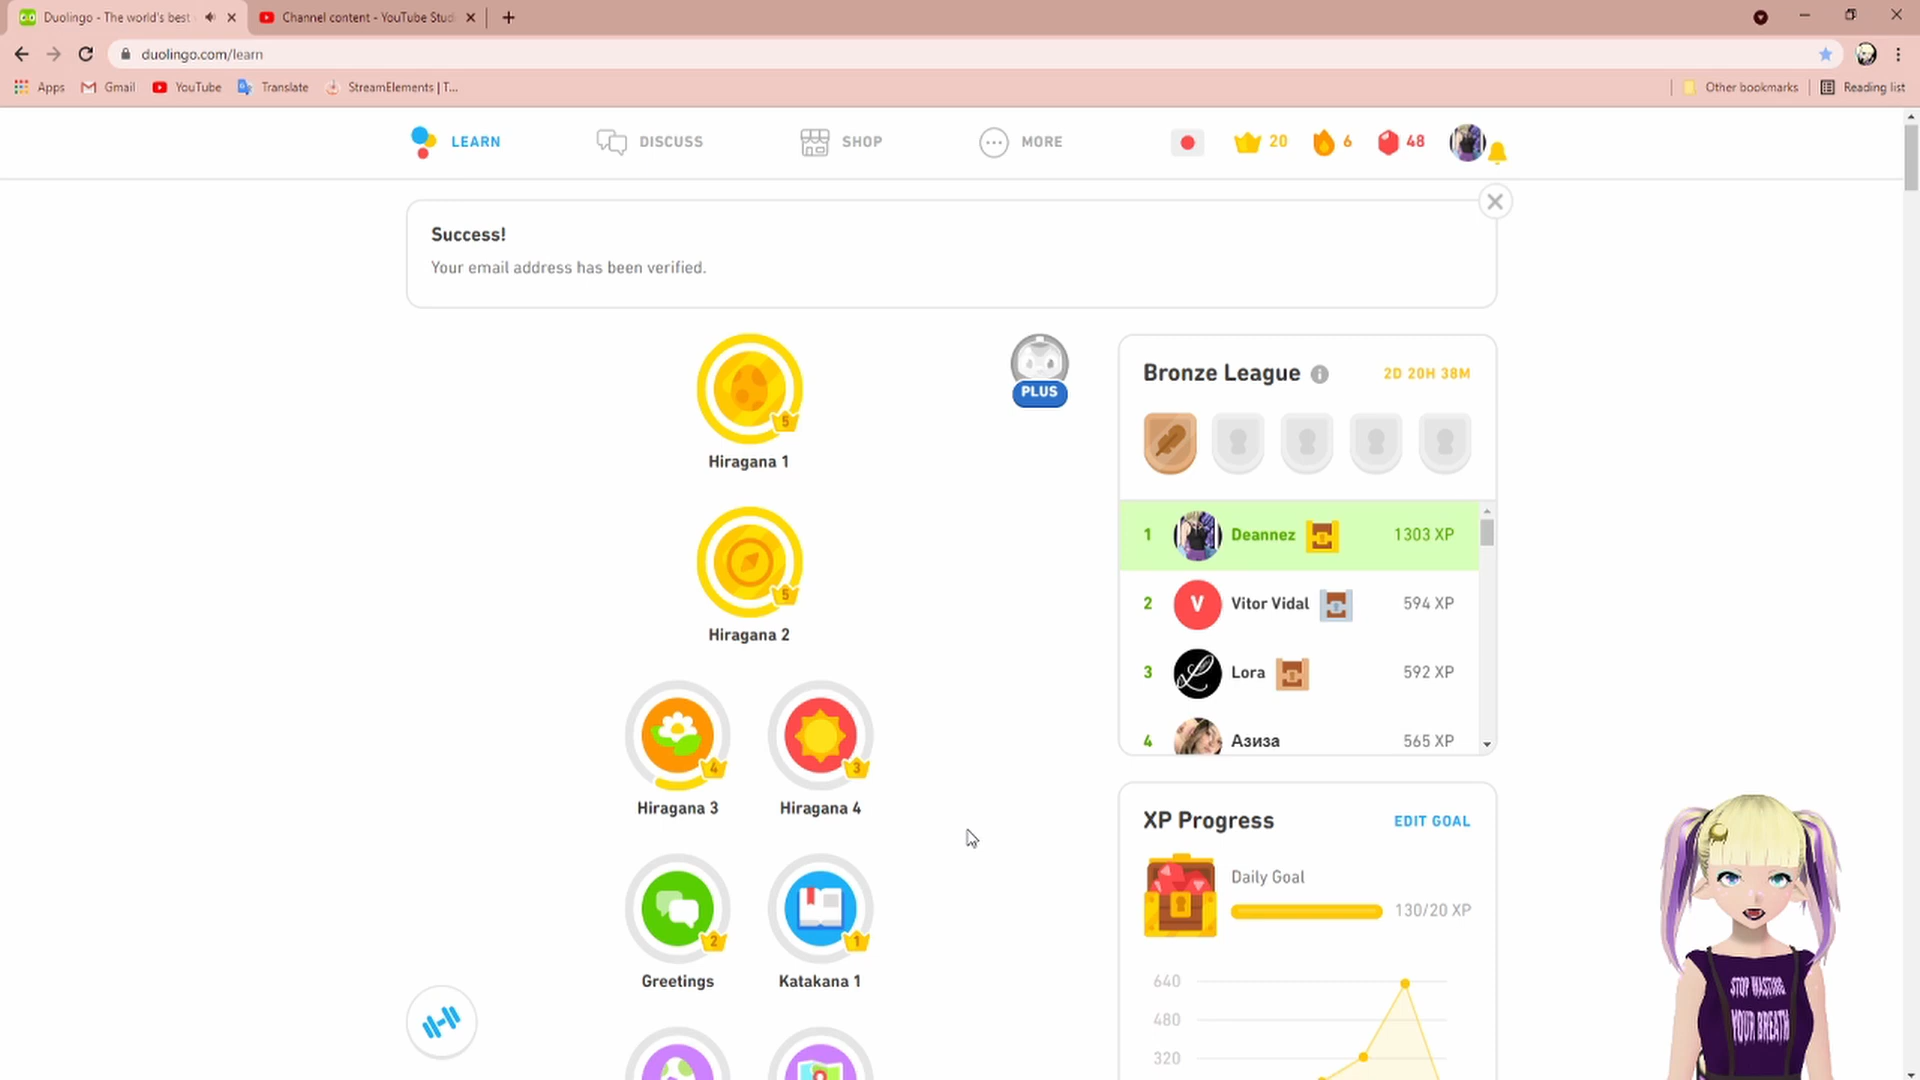 Duolingo - The world's best
Channel content - YouTube Studi
duolingo.com/learn
Apps
Gmail
YouTube
Translate
StreamElements | T...
Other bookmarks
Reading list
LEARN
DISCUSS
SHOP
MORE
20
6
48
Success!
Your email address has been verified.
5
Hiragana 1
5
Hiragana 2
4
Hiragana 3
3
Hiragana 4
2
Greetings
1
Katakana 1
PLUS
Bronze League
2D 20H 38M
1 Deannez 1303 XP
2 V Vitor Vidal 594 XP
3 L Lora 592 XP
4 Азиза 565 XP
XP Progress
EDIT GOAL
Daily Goal
130/20 XP
640
480
320
STOP WASTING
YOUR BREATH